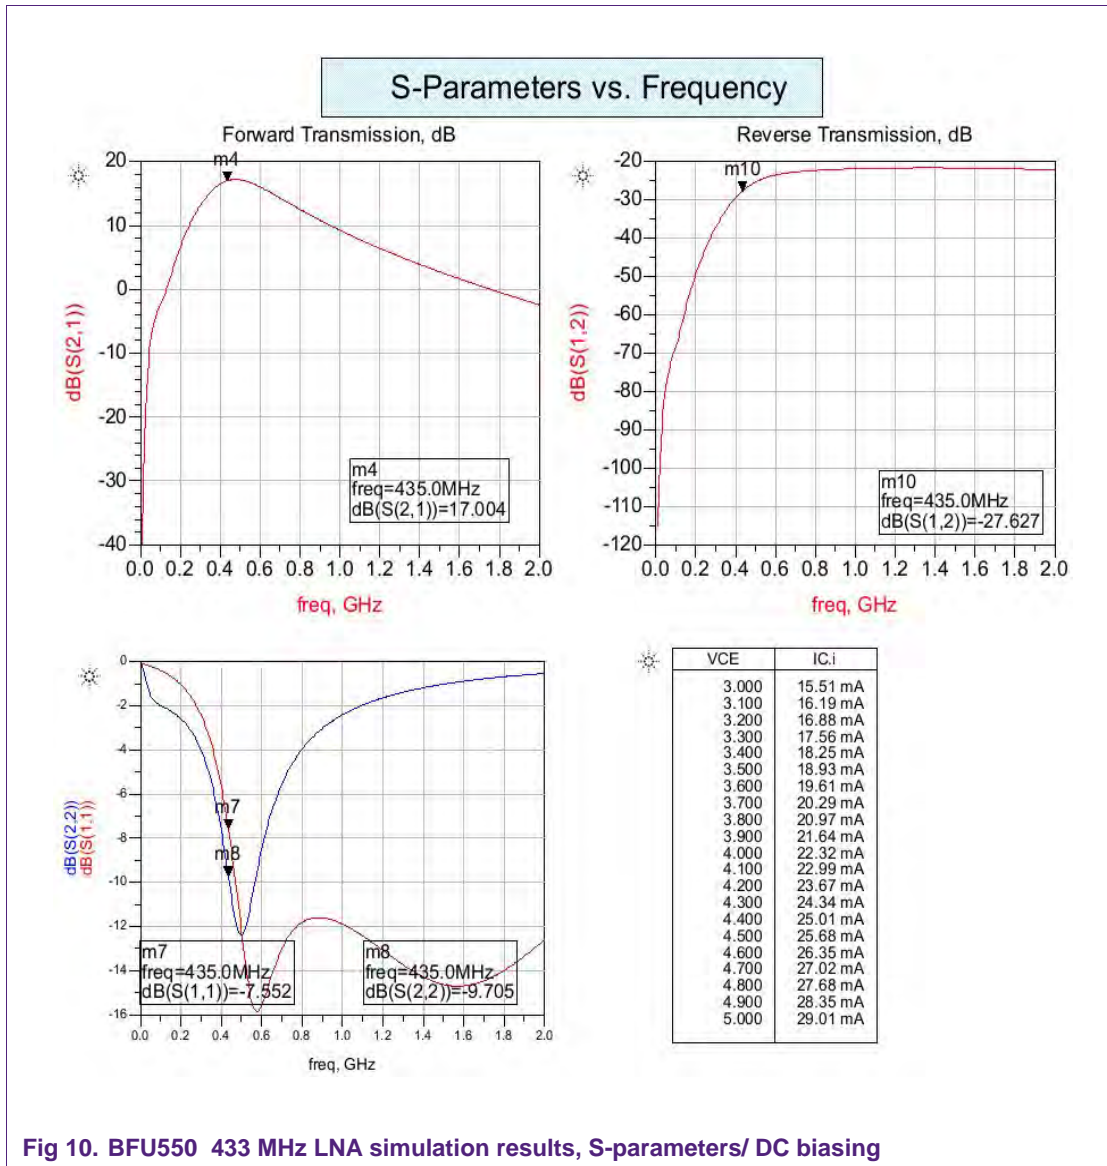 S-Parameters vs. Frequency
Forward Transmission, dB
m4
20
10
0
-10
-20
-30
-40
dB(S(2,1))
m4
freq=435.0MHz
dB(S(2,1))=17.004
0.0 0.2 0.4 0.6 0.8 1.0 1.2 1.4 1.6 1.8 2.0
freq, GHz
Reverse Transmission, dB
m10
-20
-30
-40
-50
-60
-70
-80
-90
-100
-110
-120
dB(S(1,2))
m10
freq=435.0MHz
dB(S(1,2))=-27.627
0.0 0.2 0.4 0.6 0.8 1.0 1.2 1.4 1.6 1.8 2.0
freq, GHz
0
-2
-4
-6
-8
-10
-12
-14
-16
dB(S(2,2))
dB(S(1,1))
m7
m8
m7
freq=435.0MHz
dB(S(1,1))=-7.552
m8
freq=435.0MHz
dB(S(2,2))=-9.705
0.0 0.2 0.4 0.6 0.8 1.0 1.2 1.4 1.6 1.8 2.0
freq, GHz
VCE IC.i
3.000 15.51 mA
3.100 16.19 mA
3.200 16.88 mA
3.300 17.56 mA
3.400 18.25 mA
3.500 18.93 mA
3.600 19.61 mA
3.700 20.29 mA
3.800 20.97 mA
3.900 21.64 mA
4.000 22.32 mA
4.100 22.99 mA
4.200 23.67 mA
4.300 24.34 mA
4.400 25.01 mA
4.500 25.68 mA
4.600 26.35 mA
4.700 27.02 mA
4.800 27.68 mA
4.900 28.35 mA
5.000 29.01 mA
Fig 10. BFU550 433 MHz LNA simulation results, S-parameters/ DC biasing